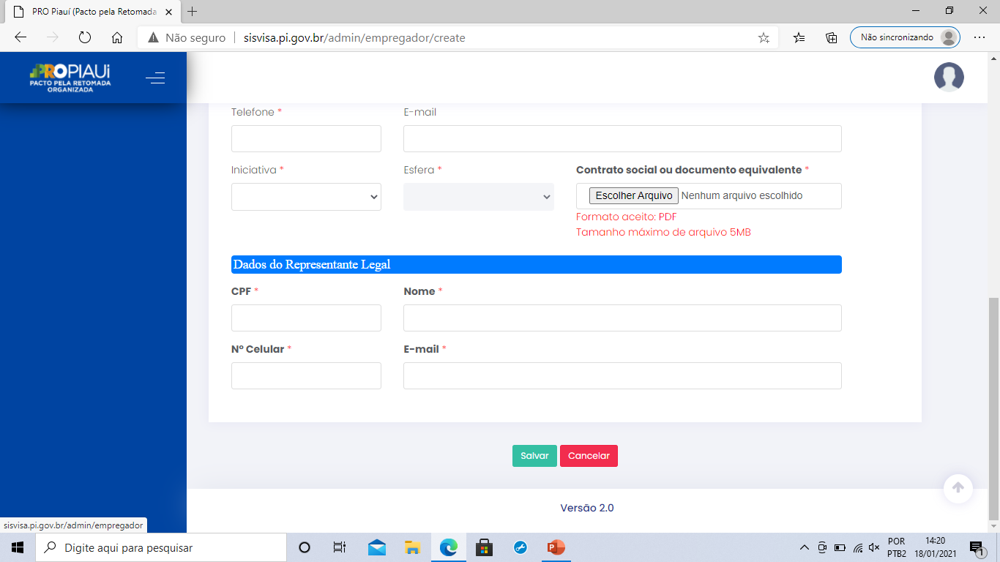 PRO Piauí (Pacto pela Retomada
Não seguro
sisvisa.pi.gov.br/admin/empregador/create
Não sincronizando
PROPIAUÍ
PACTO PELA RETOMADA
ORGANIZADA
Telefone * E-mail
Iniciativa * Esfera * Contrato social ou documento equivalente *
Escolher Arquivo Nenhum arquivo escolhido
Formato aceito: PDF
Tamanho máximo de arquivo 5MB
Dados do Representante Legal
CPF * Nome *
Nº Celular * E-mail *
Salvar Cancelar
Versão 2.0
sisvisa.pi.gov.br/admin/empregador
Digite aqui para pesquisar
POR
PTB2
14:20
18/01/2021
1